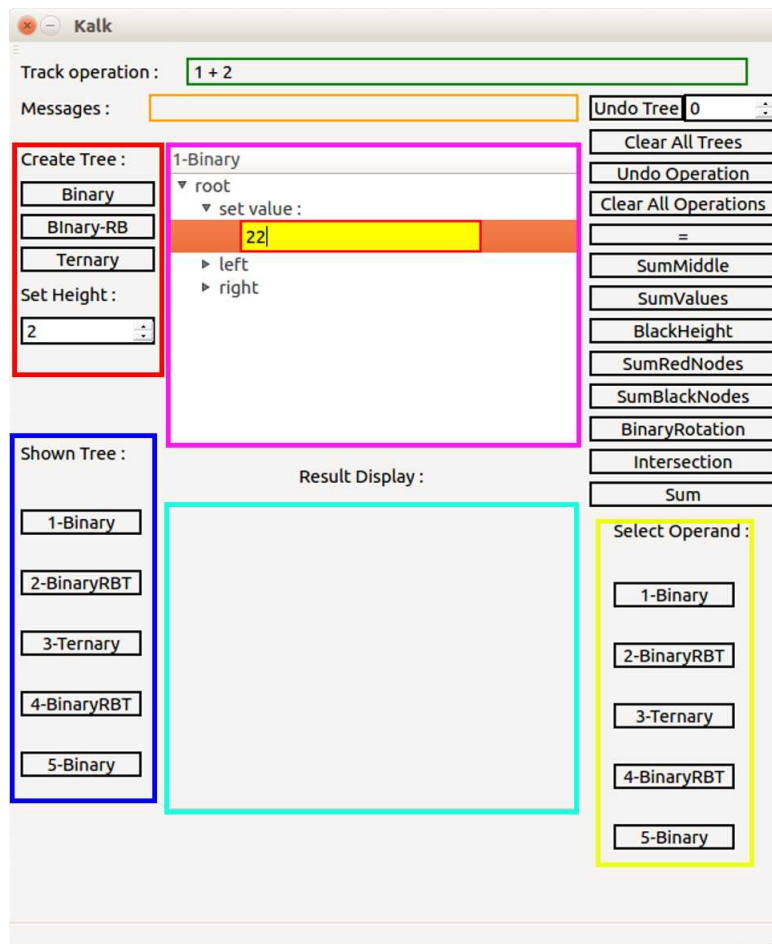 Kalk
Track operation :
1 + 2
Messages :
Undo Tree 0
Create Tree :
Binary
BInary-RB
Ternary
Set Height :
2
1-Binary
root
set value :
22
left
right
Clear All Trees
Undo Operation
Clear All Operations
=
SumMiddle
SumValues
BlackHeight
SumRedNodes
SumBlackNodes
BinaryRotation
Intersection
Sum
Shown Tree :
1-Binary
2-BinaryRBT
3-Ternary
4-BinaryRBT
5-Binary
Result Display :
Select Operand :
1-Binary
2-BinaryRBT
3-Ternary
4-BinaryRBT
5-Binary